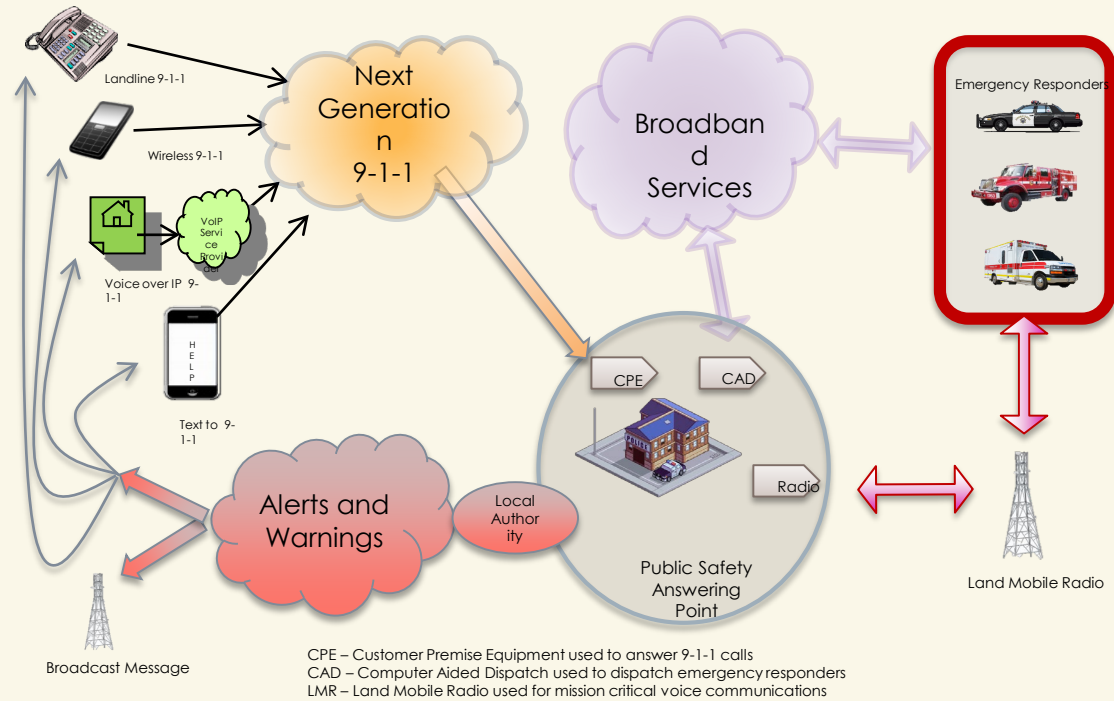 Landline 9-1-1
Wireless 9-1-1
VoIP
Servi
ce
Provi
der
Voice over IP 9-
1-1
H
E
L
P
Text to 9-
1-1
Next
Generatio
n
9-1-1
Broadban
d
Services
Emergency Responders
CPE
CAD
Radio
Public Safety
Answering
Point
Local
Author
ity
Alerts and
Warnings
Land Mobile Radio
Broadcast Message
CPE – Customer Premise Equipment used to answer 9-1-1 calls
CAD – Computer Aided Dispatch used to dispatch emergency responders
LMR – Land Mobile Radio used for mission critical voice communications